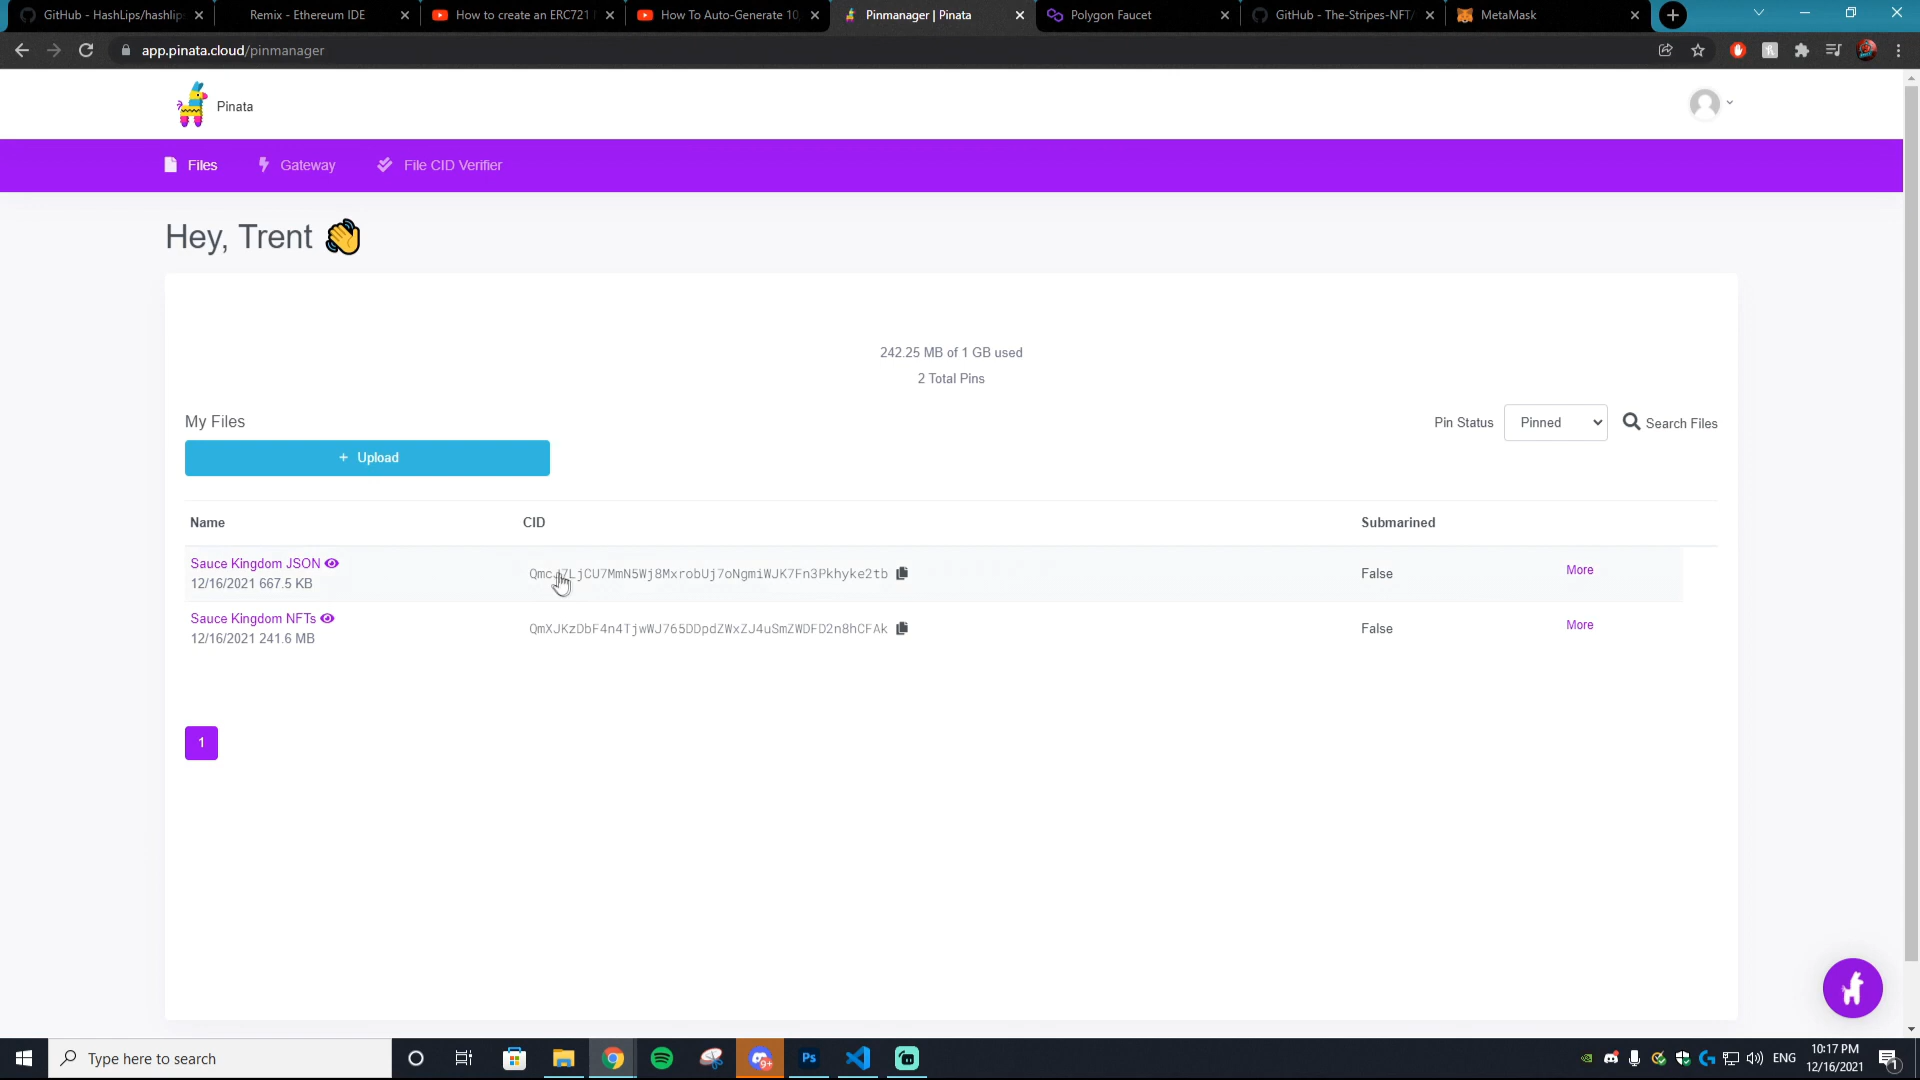 GitHub - HashLips/hashlip
Remix - Ethereum IDE
How to create an ERC721
How To Auto-Generate 10,
Pinmanager | Pinata
Polygon Faucet
GitHub - The-Stripes-NFT/
MetaMask
app.pinata.cloud/pinmanager
Pinata
Files
Gateway
File CID Verifier
Hey, Trent
242.25 MB of 1 GB used
2 Total Pins
My Files
Pin Status
Pinned
Search Files
+ Upload
Name
CID
Submarined
Sauce Kingdom JSON
12/16/2021 667.5 KB
QmcJ7LjCU7MmN5Wj8MxrobUj7oNgmiWJK7Fn3Pkhyke2tb
False
More
Sauce Kingdom NFTs
12/16/2021 241.6 MB
QmXJKzDbF4n4TjwWJ765DDpdZWxZJ4uSmZWDFD2n8hCFAk
False
More
1
Type here to search
9+
Ps
ENG
10:17 PM
12/16/2021
1